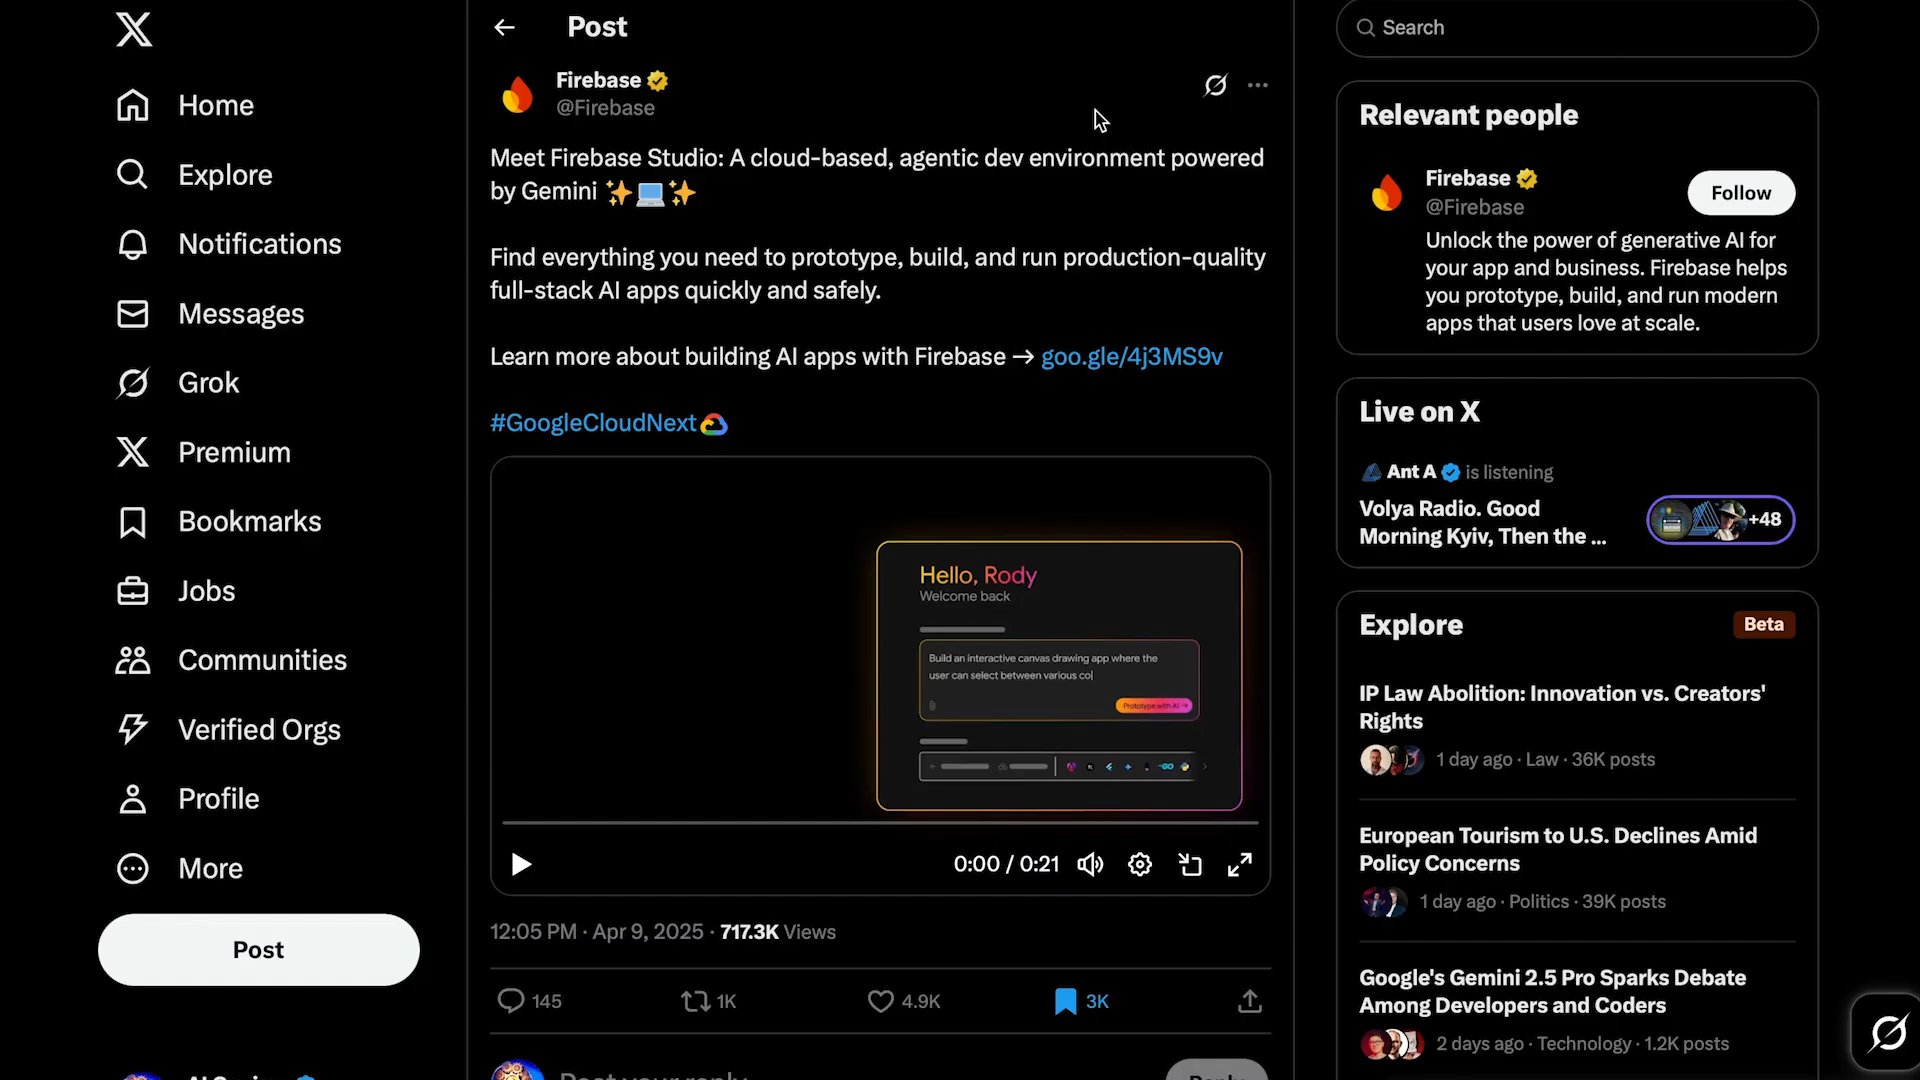 Home
Explore
Notifications
Messages
Grok
Premium
Bookmarks
Jobs
Communities
Verified Orgs
Profile
More
Post
Post
Firebase
@Firebase
Meet Firebase Studio: A cloud-based, agentic dev environment powered
by Gemini ✨💻✨
Find everything you need to prototype, build, and run production-quality
full-stack AI apps quickly and safely.
Learn more about building AI apps with Firebase → goo.gle/4j3MS9v
#GoogleCloudNext
Hello, Rody
Welcome back
Build an interactive canvas drawing app where the
user can select between various co
Prototype with AI →
0:00 / 0:21
12:05 PM · Apr 9, 2025 · 717.3K Views
145
1K
4.9K
3K
Search
Relevant people
Firebase
@Firebase
Follow
Unlock the power of generative AI for
your app and business. Firebase helps
you prototype, build, and run modern
apps that users love at scale.
Live on X
Ant A is listening
Volya Radio. Good
Morning Kyiv, Then the ...
+48
Explore
Beta
IP Law Abolition: Innovation vs. Creators'
Rights
1 day ago · Law · 36K posts
European Tourism to U.S. Declines Amid
Policy Concerns
1 day ago · Politics · 39K posts
Google's Gemini 2.5 Pro Sparks Debate
Among Developers and Coders
2 days ago · Technology · 1.2K posts